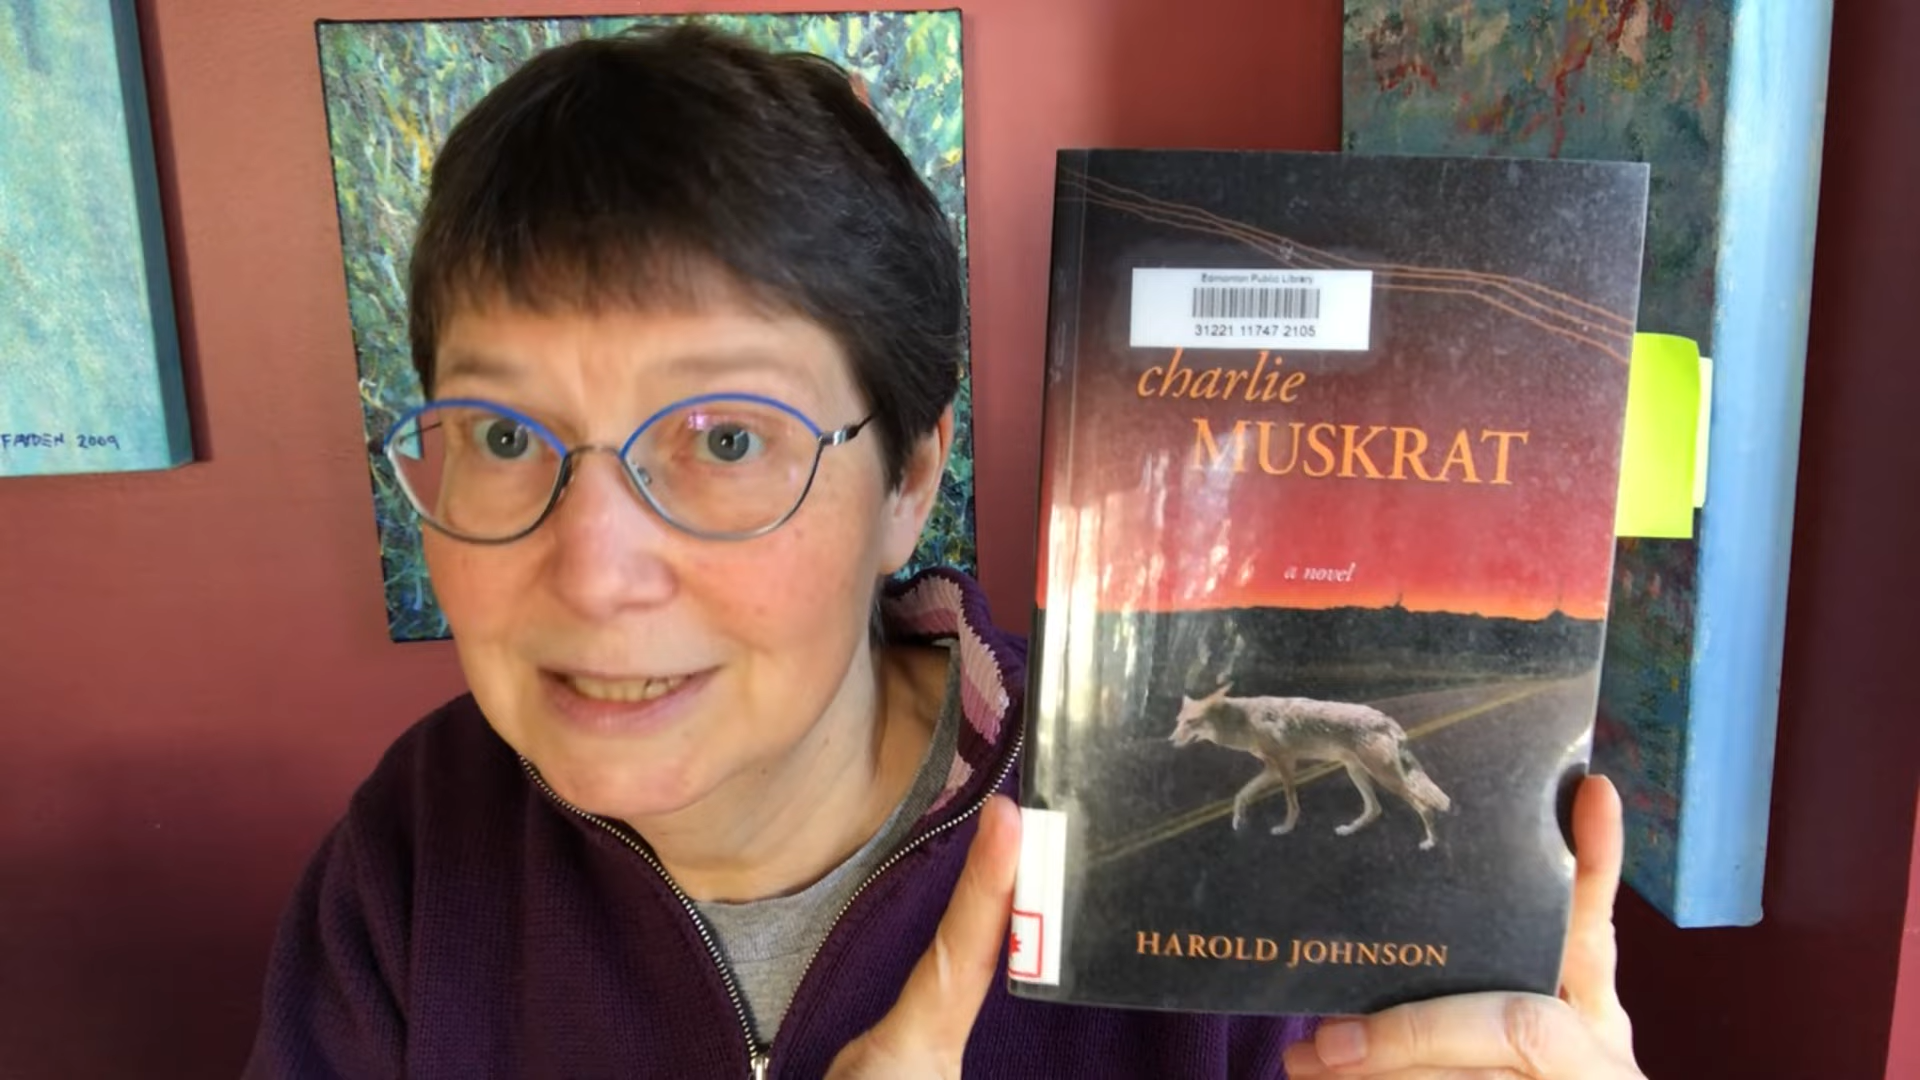 FAYDEN 2009
Edmonton Public Library
31221 11747 2105
charlie
MUSKRAT
a novel
HAROLD JOHNSON